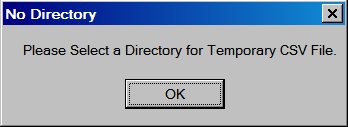 No Directory
Please Select a Directory for Temporary CSV File.
OK